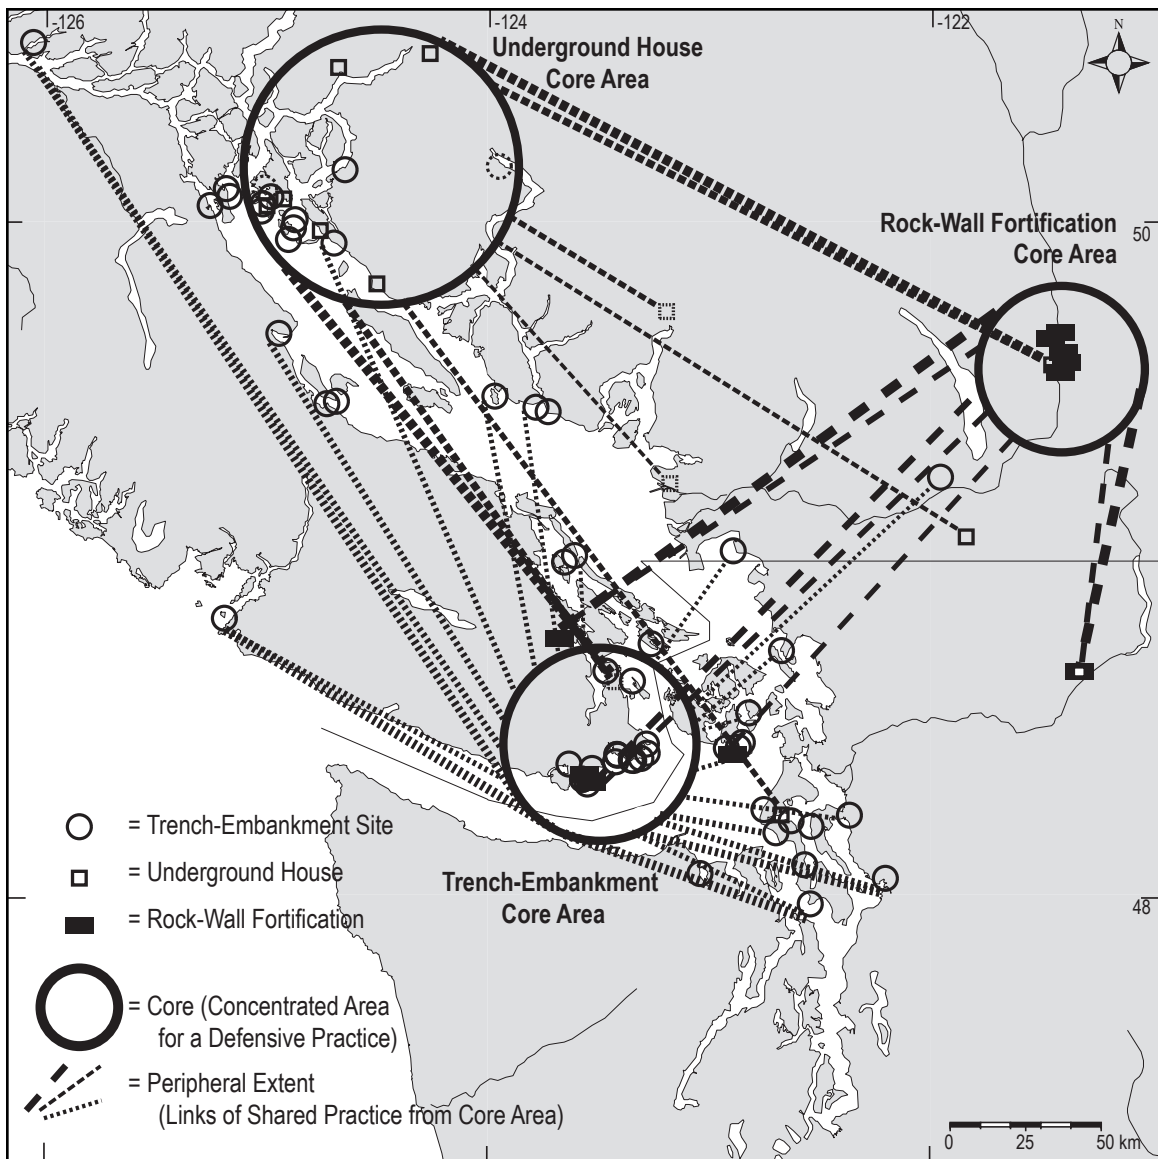 -126
-124
-122
N
Underground House
Core Area
Rock-Wall Fortification
Core Area
50
= Trench-Embankment Site
= Underground House
= Rock-Wall Fortification
Trench-Embankment
Core Area
48
= Core (Concentrated Area
for a Defensive Practice)
= Peripheral Extent
(Links of Shared Practice from Core Area)
0 25 50 km